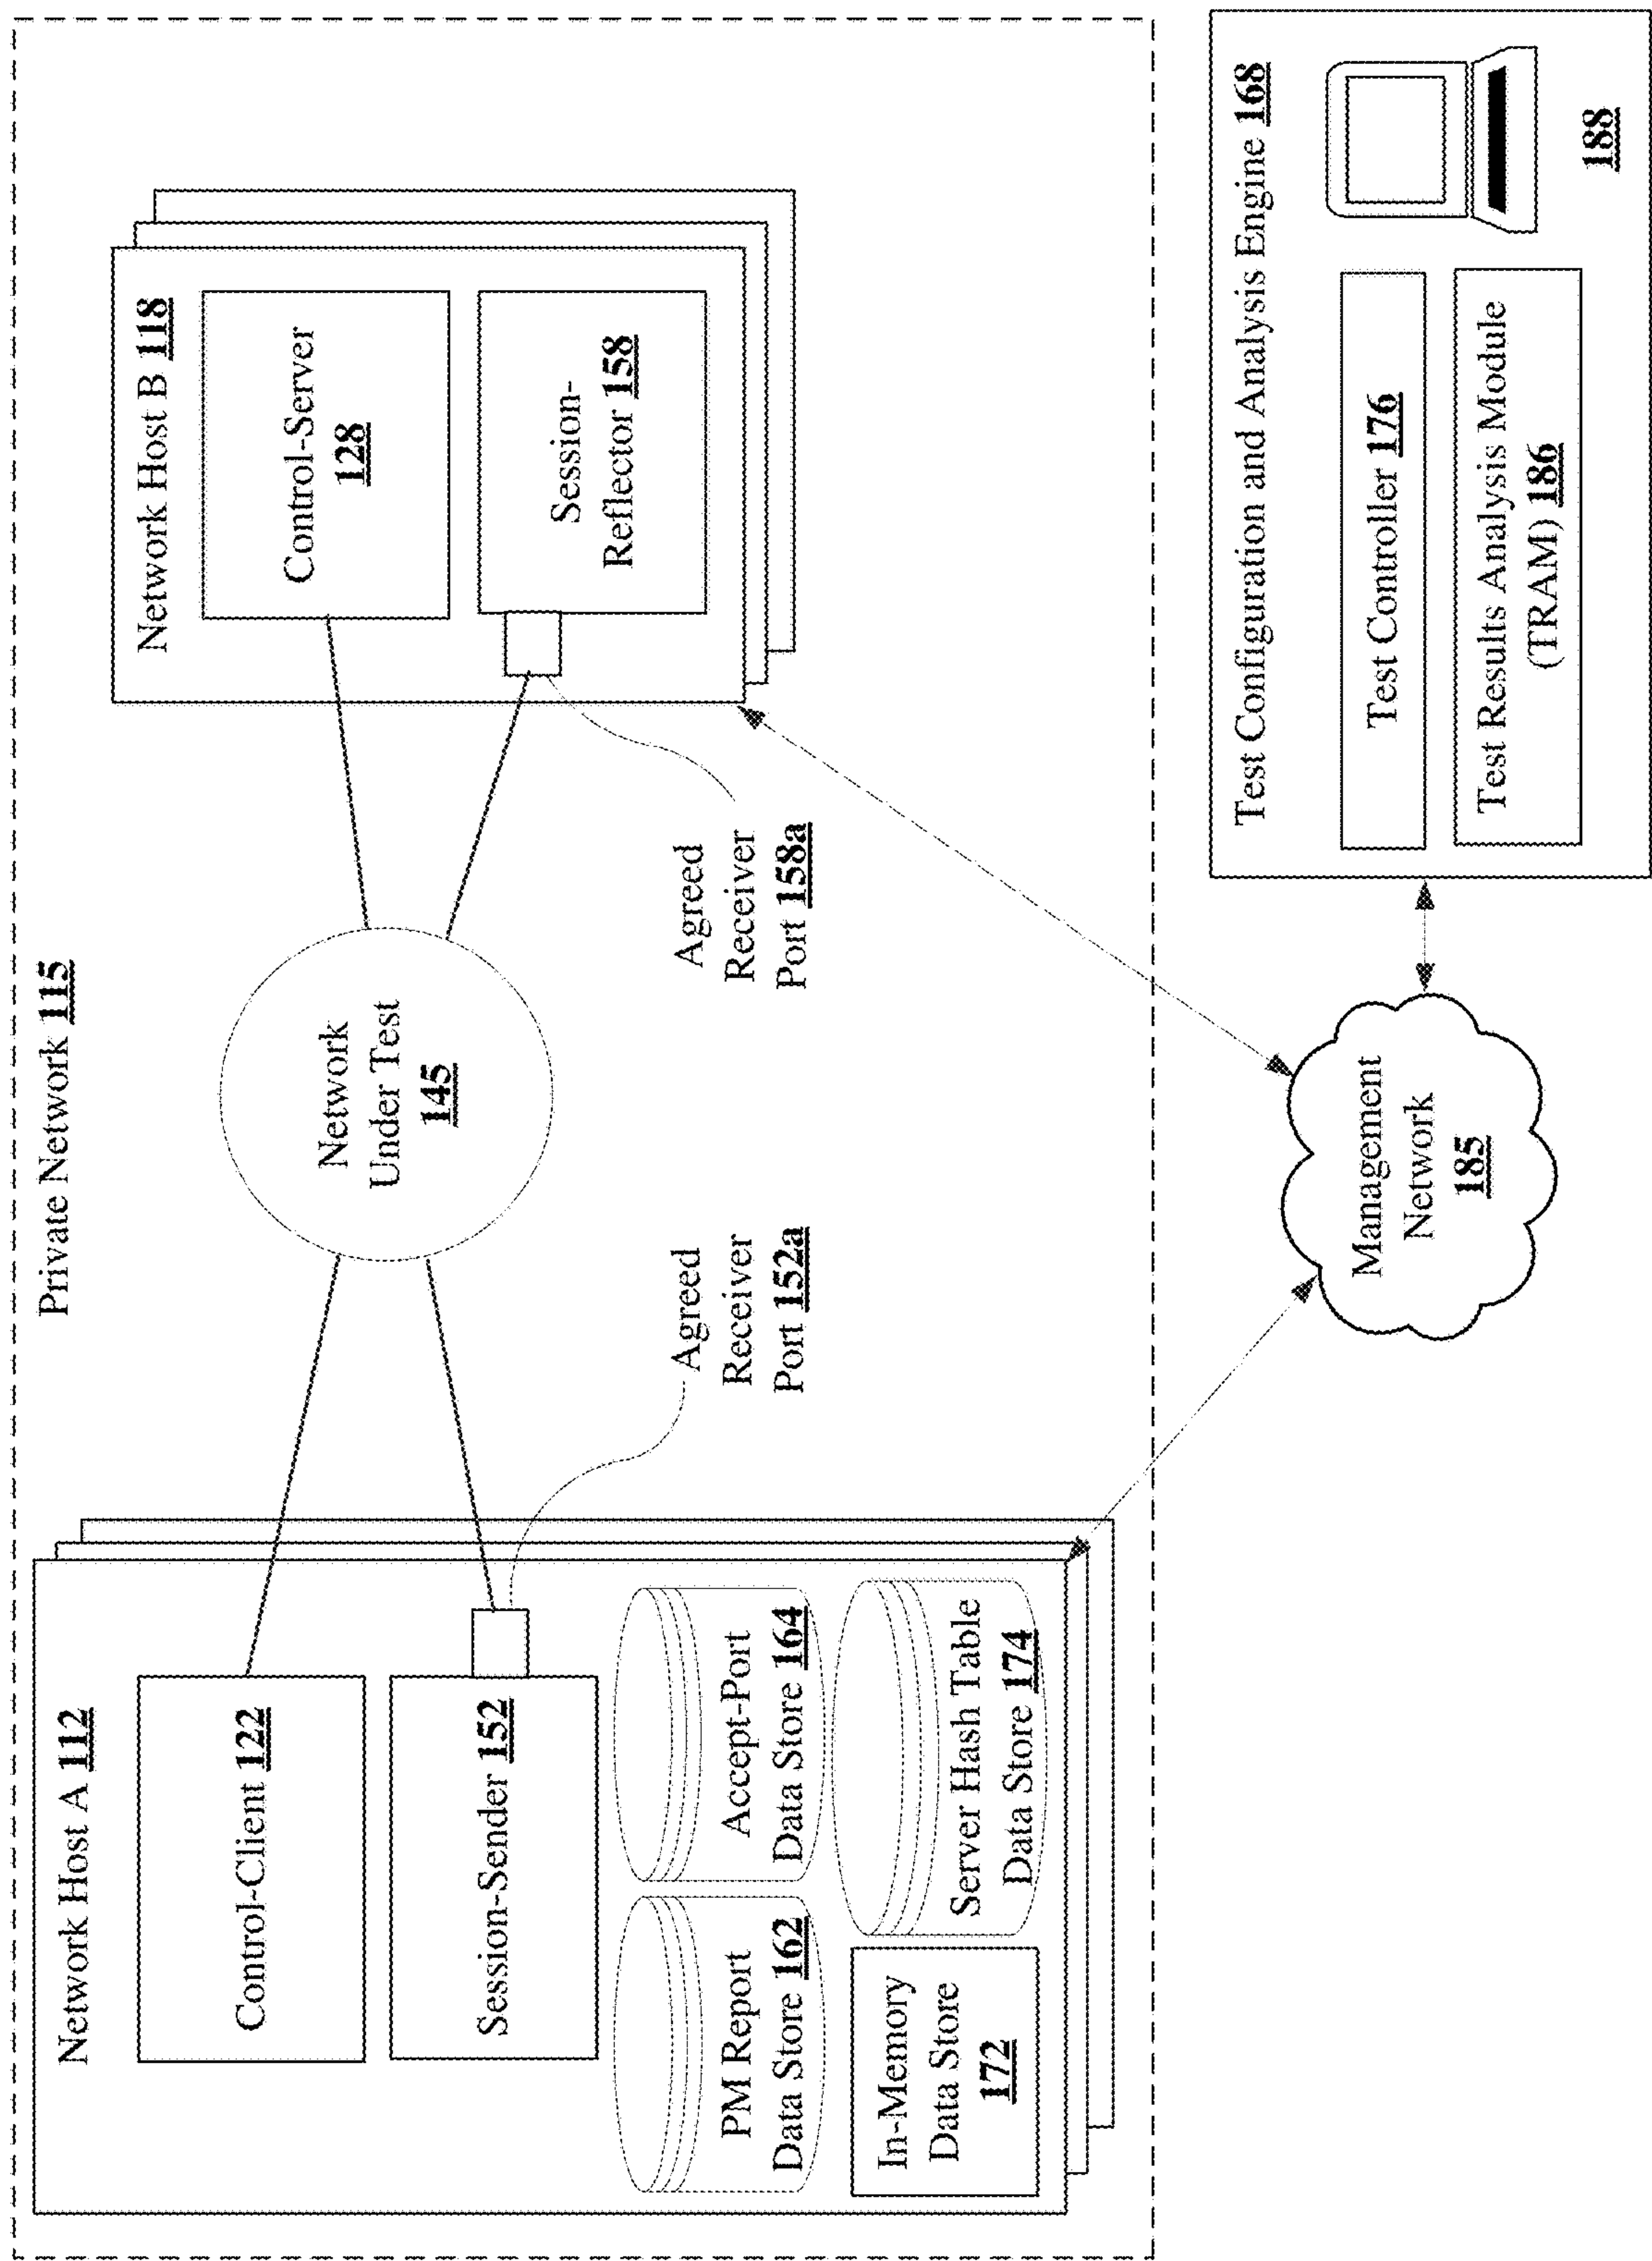 Private Network 115
Network Host A 112
Control-Client 122
Session-Sender 152
PM Report
Data Store 162
Accept-Port
Data Store 164
In-Memory
Data Store
172
Server Hash Table
Data Store 174
Network
Under Test
145
Agreed
Receiver
Port 152a
Agreed
Receiver
Port 158a
Network Host B 118
Control-Server
128
Session-
Reflector 158
Management
Network
185
Test Configuration and Analysis Engine 168
Test Controller 176
Test Results Analysis Module
(TRAM) 186
188